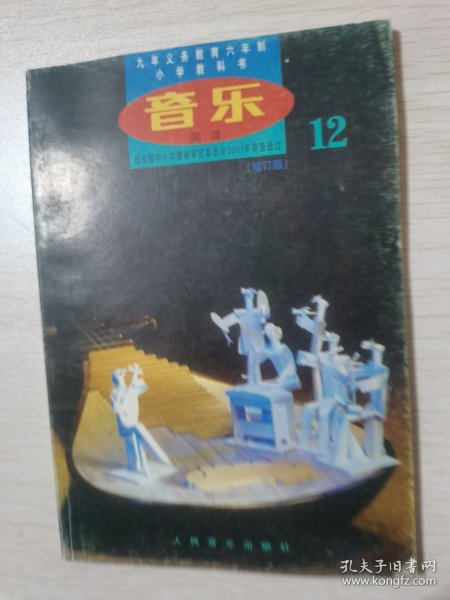 九年义务教育六年制
小学教科书
音乐
简谱
12
经全国中小学教材审定委员会2001年审查通过
(修订版)
人民音乐出版社
孔夫子旧书网
www.kongfz.com